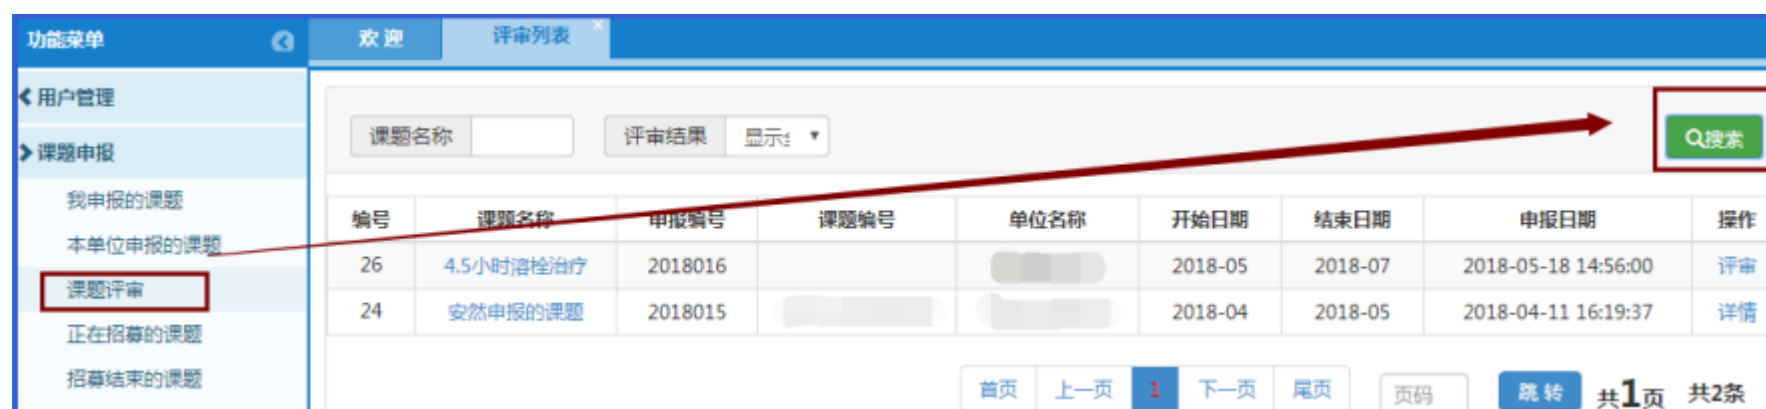 功能菜单
欢迎 评审列表 ×
用户管理
课题申报
我申报的课题
本单位申报的课题
课题评审
正在招募的课题
招募结束的课题
课题名称 评审结果 显示 搜索
编号 课题名称 申报编号 课题编号 单位名称 开始日期 结束日期 申报日期 操作
26 4.5小时溶栓治疗 2018016 2018-05 2018-07 2018-05-18 14:56:00 评审
24 安然申报的课题 2018015 2018-04 2018-05 2018-04-11 16:19:37 详情
首页 上一页 1 下一页 尾页 页码 跳转 共1页 共2条